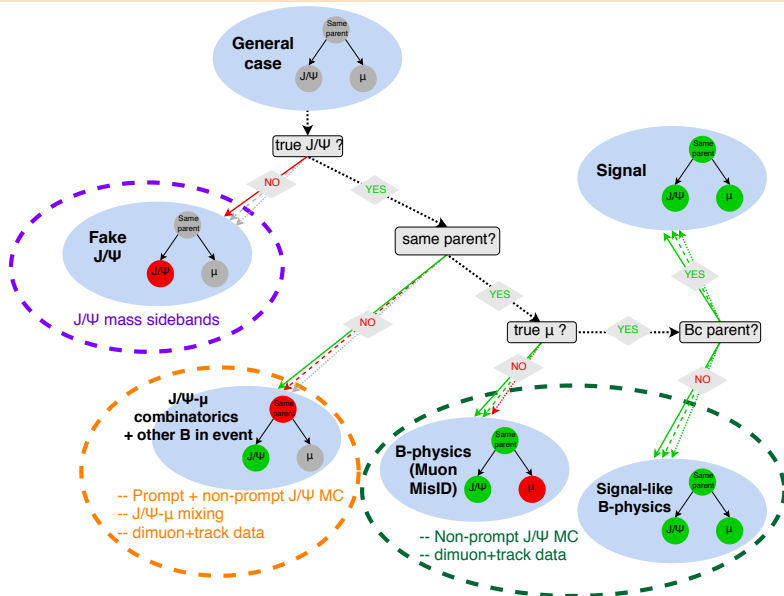 General
case
Same
parent
J/Ψ
μ
true J/Ψ ?
NO
YES
Signal
Same
parent
J/Ψ
μ
Fake
J/Ψ
Same
parent
J/Ψ
μ
J/Ψ mass sidebands
same parent?
NO
YES
YES
true μ ?
YES
Bc parent?
NO
NO
J/Ψ-μ
combinatorics
+ other B in event
Same
parent
J/Ψ
μ
-- Prompt + non-prompt J/Ψ MC
-- J/Ψ-μ mixing
-- dimuon+track data
B-physics
(Muon
MisID)
Same
parent
J/Ψ
μ
-- Non-prompt J/Ψ MC
-- dimuon+track data
Signal-like
B-physics
Same
parent
J/Ψ
μ